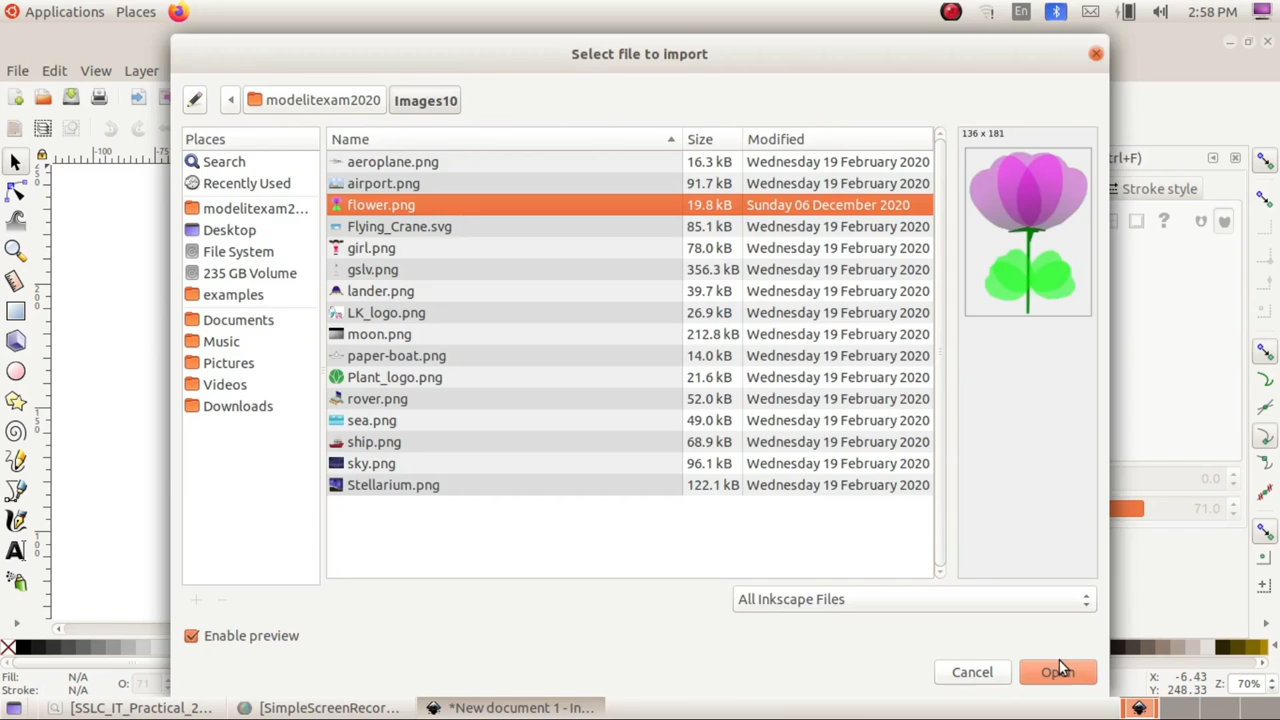 Applications Places En 2:58 PM
Select file to import
File Edit View Layer
modelitexam2020 Images10
Places Name Size Modified 136 x 181
Search aeroplane.png 16.3 kB Wednesday 19 February 2020
Recently Used airport.png 91.7 kB Wednesday 19 February 2020
modelitexam2... flower.png 19.8 kB Sunday 06 December 2020
Desktop Flying_Crane.svg 85.1 kB Wednesday 19 February 2020
File System girl.png 78.0 kB Wednesday 19 February 2020
235 GB Volume gslv.png 356.3 kB Wednesday 19 February 2020
examples lander.png 39.7 kB Wednesday 19 February 2020
Documents LK_logo.png 26.9 kB Wednesday 19 February 2020
Music moon.png 212.8 kB Wednesday 19 February 2020
Pictures paper-boat.png 14.0 kB Wednesday 19 February 2020
Videos Plant_logo.png 21.6 kB Wednesday 19 February 2020
Downloads rover.png 52.0 kB Wednesday 19 February 2020
sea.png 49.0 kB Wednesday 19 February 2020
ship.png 68.9 kB Wednesday 19 February 2020
sky.png 96.1 kB Wednesday 19 February 2020
Stellarium.png 122.1 kB Wednesday 19 February 2020
-100 -75
trl+F)
Stroke style
0.0
71.0
All Inkscape Files
Enable preview
Cancel Open
Fill: N/A
Stroke: N/A O: 71
X: -6.43
Y: 248.33 Z: 70%
[SSLC_IT_Practical_2... [SimpleScreenRecor... *New document 1 - In...